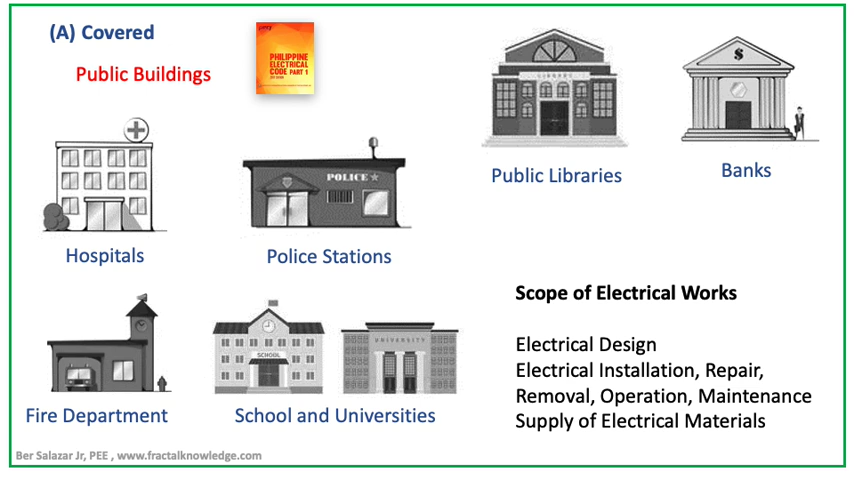 (A) Covered
Public Buildings
PHILIPPINE
ELECTRICAL
CODE PART 1
LIBRARY
$
Public Libraries
Banks
POLICE
Hospitals
Police Stations
SCHOOL
UNIVERSITY
Fire Department
School and Universities
Scope of Electrical Works
Electrical Design
Electrical Installation, Repair,
Removal, Operation, Maintenance
Supply of Electrical Materials
Ber Salazar Jr, PEE , www.fractalknowledge.com